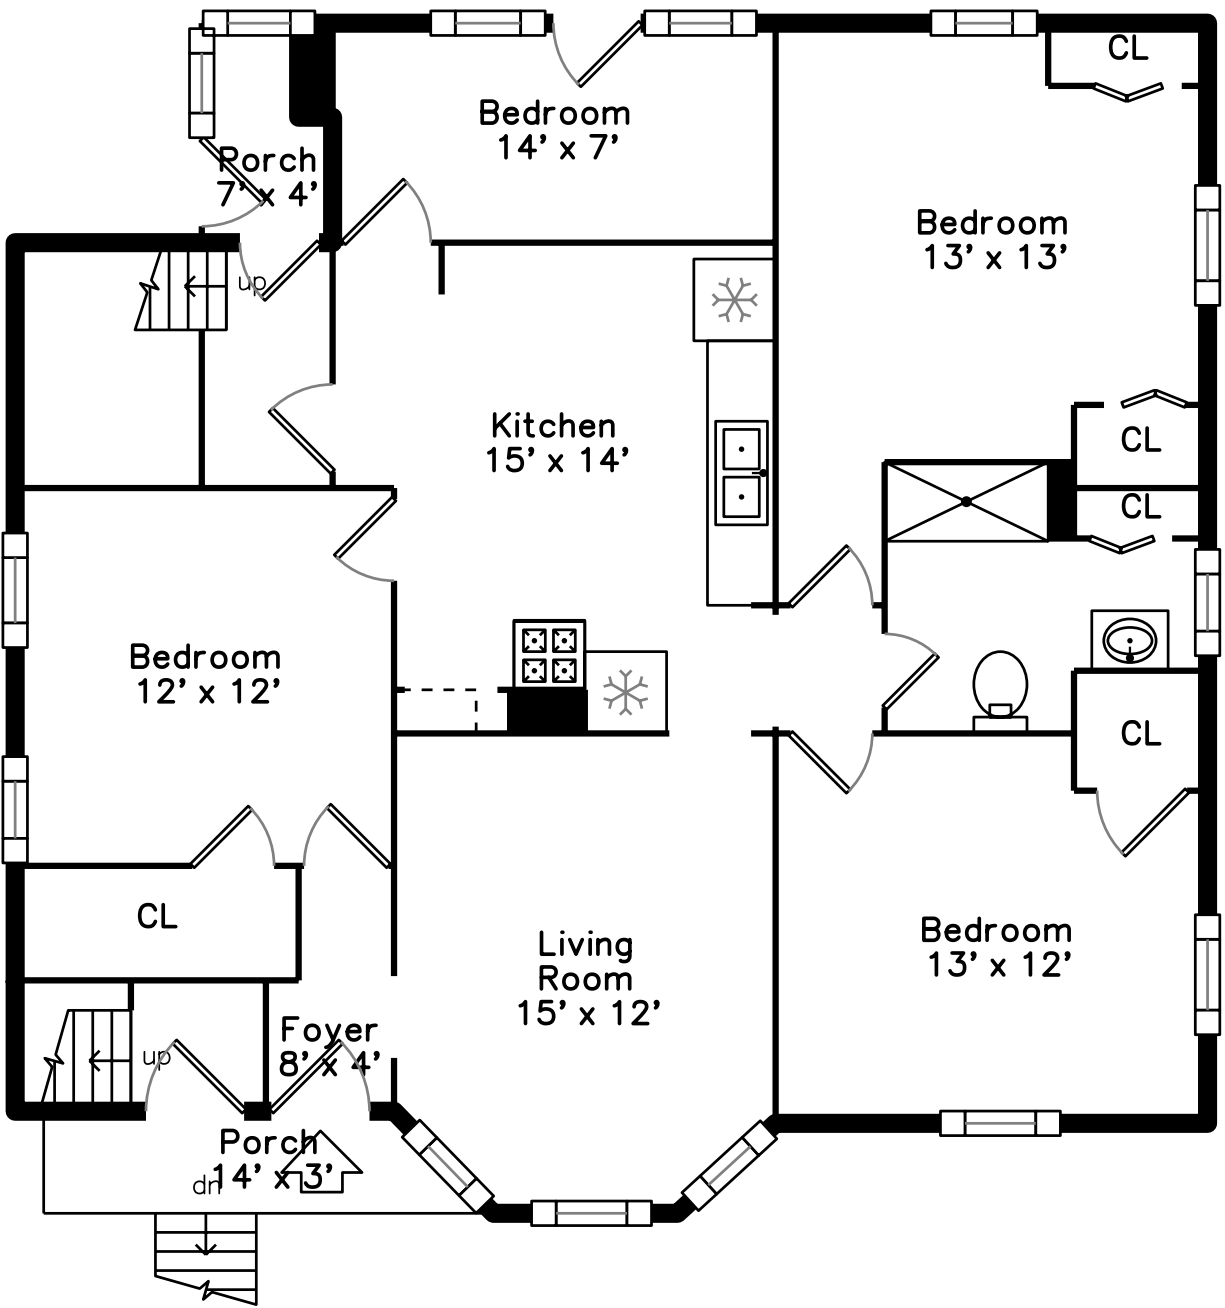 CL
Bedroom
14' x 7'
Porch
7' x 4'
Bedroom
13' x 13'
up
Kitchen
15' x 14'
CL
CL
Bedroom
12' x 12'
CL
CL
Bedroom
13' x 12'
Living
Room
15' x 12'
Foyer
8' x 4'
up
Porch
14' x 3'
dn